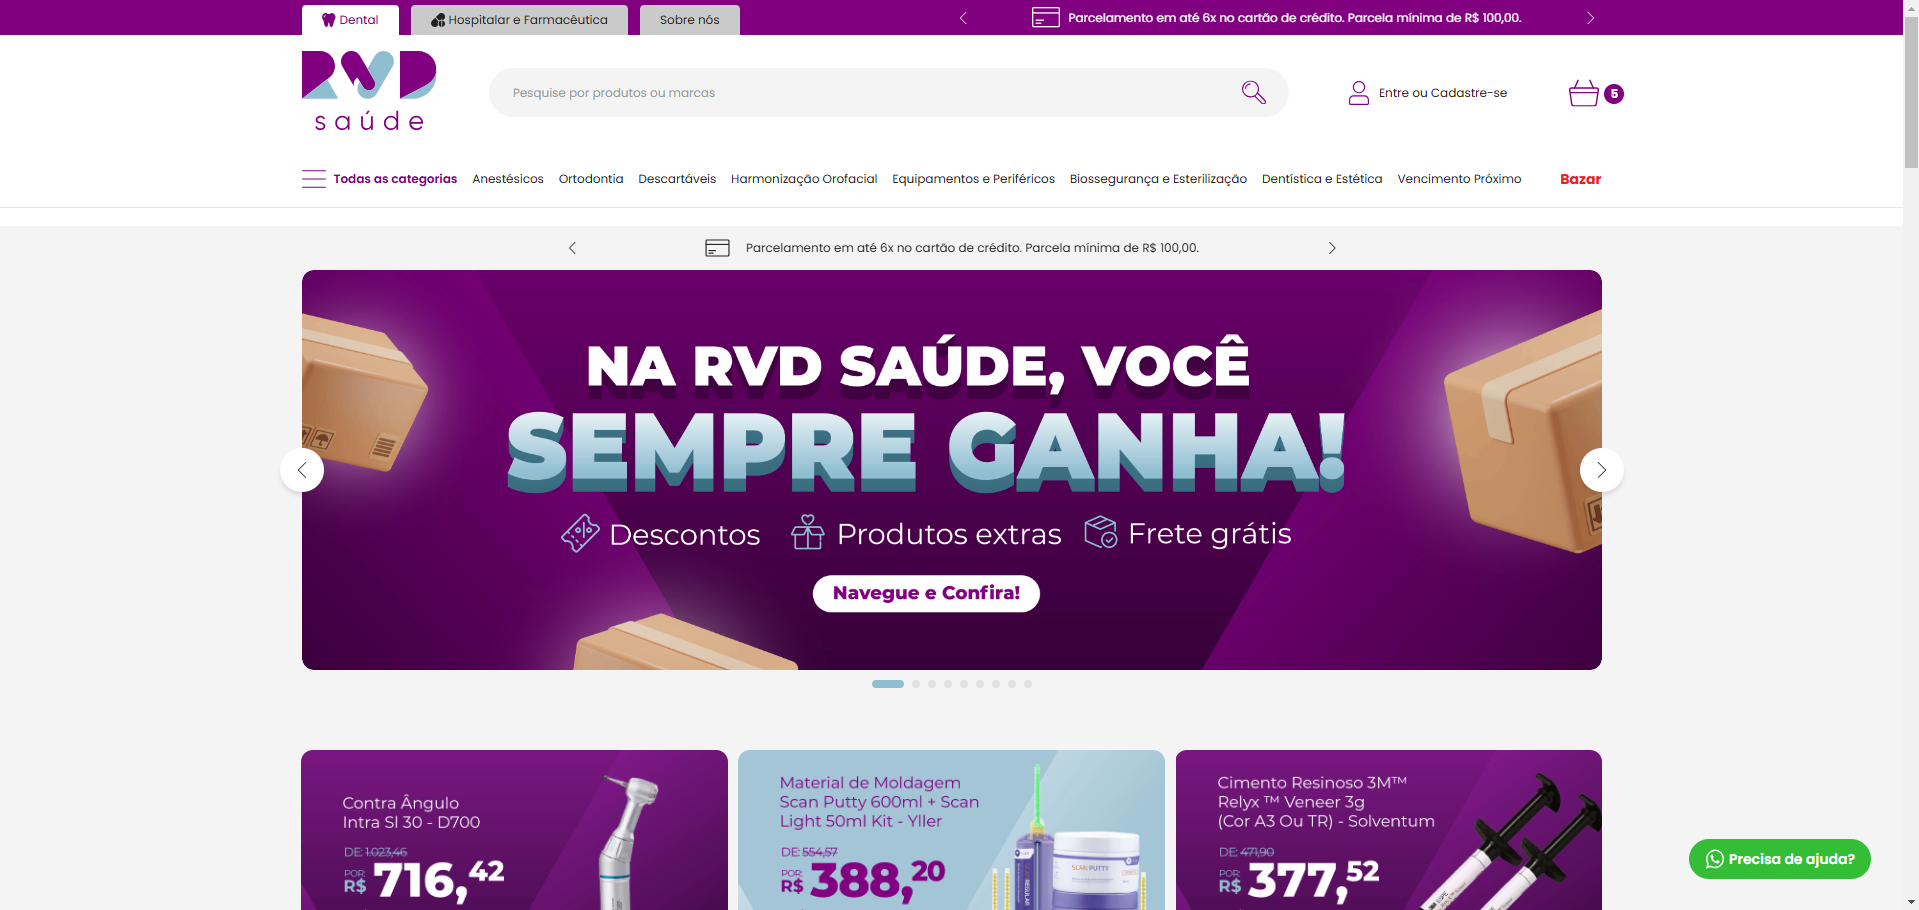 Dental
Hospitalar e Farmacêutica
Sobre nós
Parcelamento em até 6x no cartão de crédito. Parcela mínima de R$ 100,00.
RVD
saúde
Pesquise por produtos ou marcas
Entre ou Cadastre-se
5
Todas as categorias
Anestésicos
Ortodontia
Descartáveis
Harmonização Orofacial
Equipamentos e Periféricos
Biossegurança e Esterilização
Dentística e Estética
Vencimento Próximo
Bazar
Parcelamento em até 6x no cartão de crédito. Parcela mínima de R$ 100,00.
NA RVD SAÚDE, VOCÊ
SEMPRE GANHA!
Descontos
Produtos extras
Frete grátis
Navegue e Confira!
Contra Ângulo
Intra Sl 30 - D700
DE: 1.023,46
POR:
R$ 716,42
Material de Moldagem
Scan Putty 600ml + Scan
Light 50ml Kit - Yller
DE: 554,57
POR:
R$ 388,20
SCAN PUTTY
Cimento Resinoso 3M™
Relyx ™ Veneer 3g
(Cor A3 Ou TR) - Solventum
DE: 471,90
POR:
R$ 377,52
Precisa de ajuda?